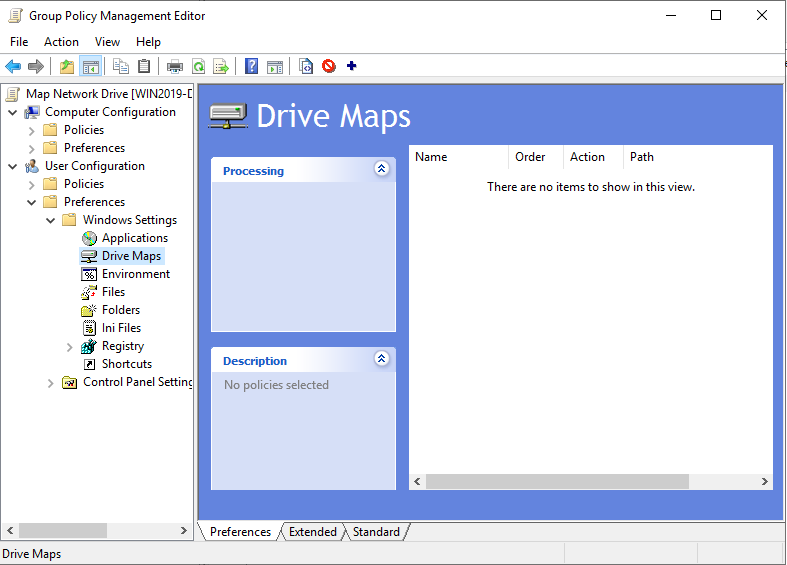 Group Policy Management Editor
File Action View Help
Map Network Drive [WIN2019-D
Computer Configuration
Policies
Preferences
User Configuration
Policies
Preferences
Windows Settings
Applications
Drive Maps
Environment
Files
Folders
Ini Files
Registry
Shortcuts
Control Panel Setting
Drive Maps
Processing
Description
No policies selected
Name Order Action Path
There are no items to show in this view.
Preferences Extended Standard
Drive Maps